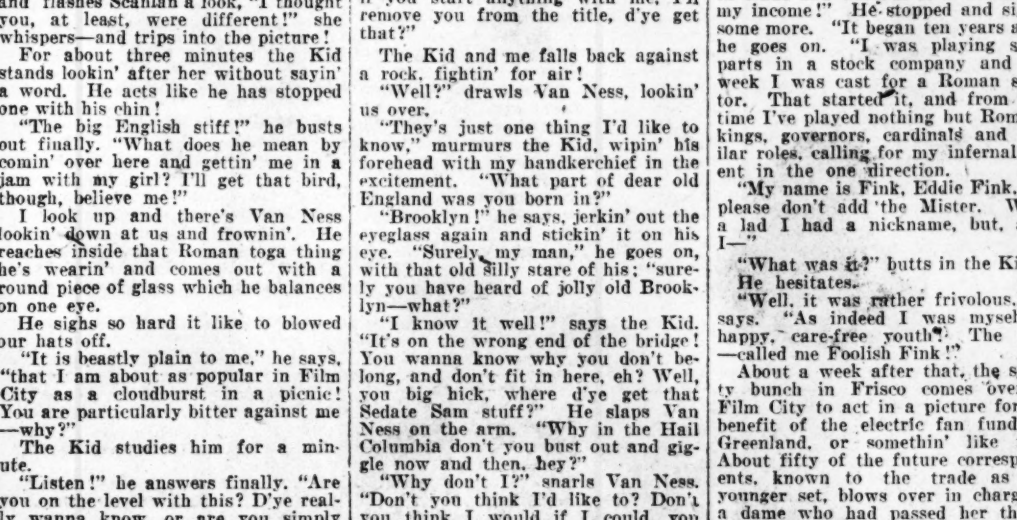 and flashes Scanlan a look, "I thought
you, at least, were different!" she
whispers—and trips into the picture!
For about three minutes the Kid
stands lookin' after her without sayin'
a word. He acts like he has stopped
one with his chin!
"The big English stiff!" he busts
out finally. "What does he mean by
comin' over here and gettin' me in a
jam with my girl? I'll get that bird,
though, believe me!"
I look up and there's Van Ness
lookin' down at us and frownin'. He
reaches inside that Roman toga thing
he's wearin' and comes out with a
round piece of glass which he balances
on one eye.
He sighs so hard it like to blowed
our hats off.
"It is beastly plain to me," he says,
"that I am about as popular in Film
City as a cloudburst in a picnic!
You are particularly bitter against me
—why?"
The Kid studies him for a min-
ute.
"Listen!" he answers finally. "Are
you on the level with this? D'ye real-
ly wanna know, or are you simply
remove you from the title, d'ye get
that?"
The Kid and me falls back against
a rock, fightin' for air!
"Well?" drawls Van Ness, lookin'
us over.
"They's just one thing I'd like to
know," murmurs the Kid, wipin' his
forehead with my handkerchief in the
excitement. "What part of dear old
England was you born in?"
"Brooklyn!" he says, jerkin' out the
eyeglass again and stickin' it on his
eye. "Surely, my man," he goes on,
with that old silly stare of his; "sure-
ly you have heard of jolly old Brook-
lyn—what?"
"I know it well!" says the Kid.
"It's on the wrong end of the bridge!
You wanna know why you don't be-
long, and don't fit in here, eh? Well,
you big hick, where d'ye get that
Sedate Sam stuff?" He slaps Van
Ness on the arm. "Why in the Hail
Columbia don't you bust out and gig-
gle now and then, hey?"
"Why don't I?" snarls Van Ness.
"Don't you think I'd like to? Don't
you think I would if I could, you
my income!" He stopped and si
some more. "It began ten years a
he goes on. "I was playing s
parts in a stock company and
week I was cast for a Roman s
tor. That started it, and from
time I've played nothing but Rom
kings, governors, cardinals and
ilar roles, calling for my infernal
ent in the one direction.
"My name is Fink, Eddie Fink,
please don't add the Mister. W
a lad I had a nickname, but,
I—"
"What was it?" butts in the Ki
He hesitates.
"Well, it was rather frivolous,
says. "As indeed I was mysel
happy, care-free youth! The
—called me Foolish Fink!"
About a week after that, the s
ty bunch in Frisco comes over
Film City to act in a picture for
benefit of the electric fan fund
Greenland, or somethin' like
About fifty of the future corresp
ents, known to the trade as
younger set, blows over in charg
a dame who had passed her th